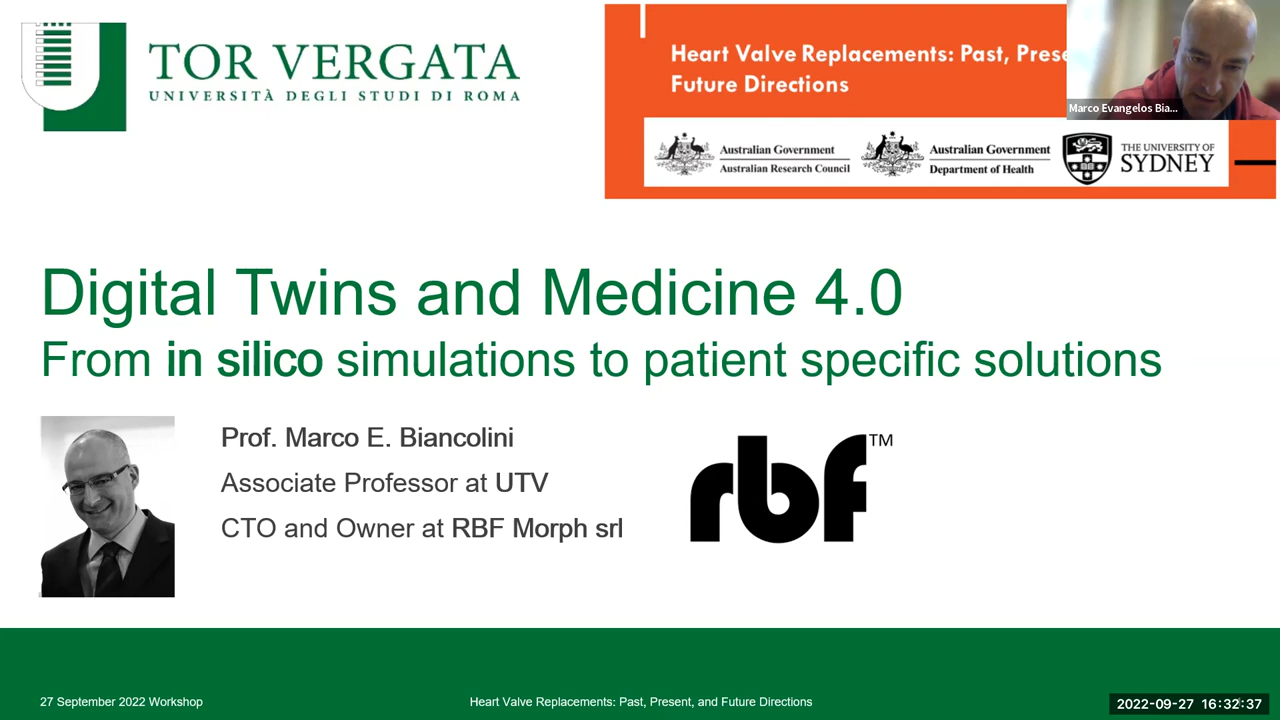 TOR VERGATA
UNIVERSITÀ DEGLI STUDI DI ROMA
Heart Valve Replacements: Past, Prese
Future Directions
Marco Evangelos Bia...
Australian Government
Australian Research Council
Australian Government
Department of Health
THE UNIVERSITY OF
SYDNEY
Digital Twins and Medicine 4.0
From in silico simulations to patient specific solutions
Prof. Marco E. Biancolini
Associate Professor at UTV
CTO and Owner at RBF Morph srl
rbf™
27 September 2022 Workshop
Heart Valve Replacements: Past, Present, and Future Directions
2022-09-27 16:32:37